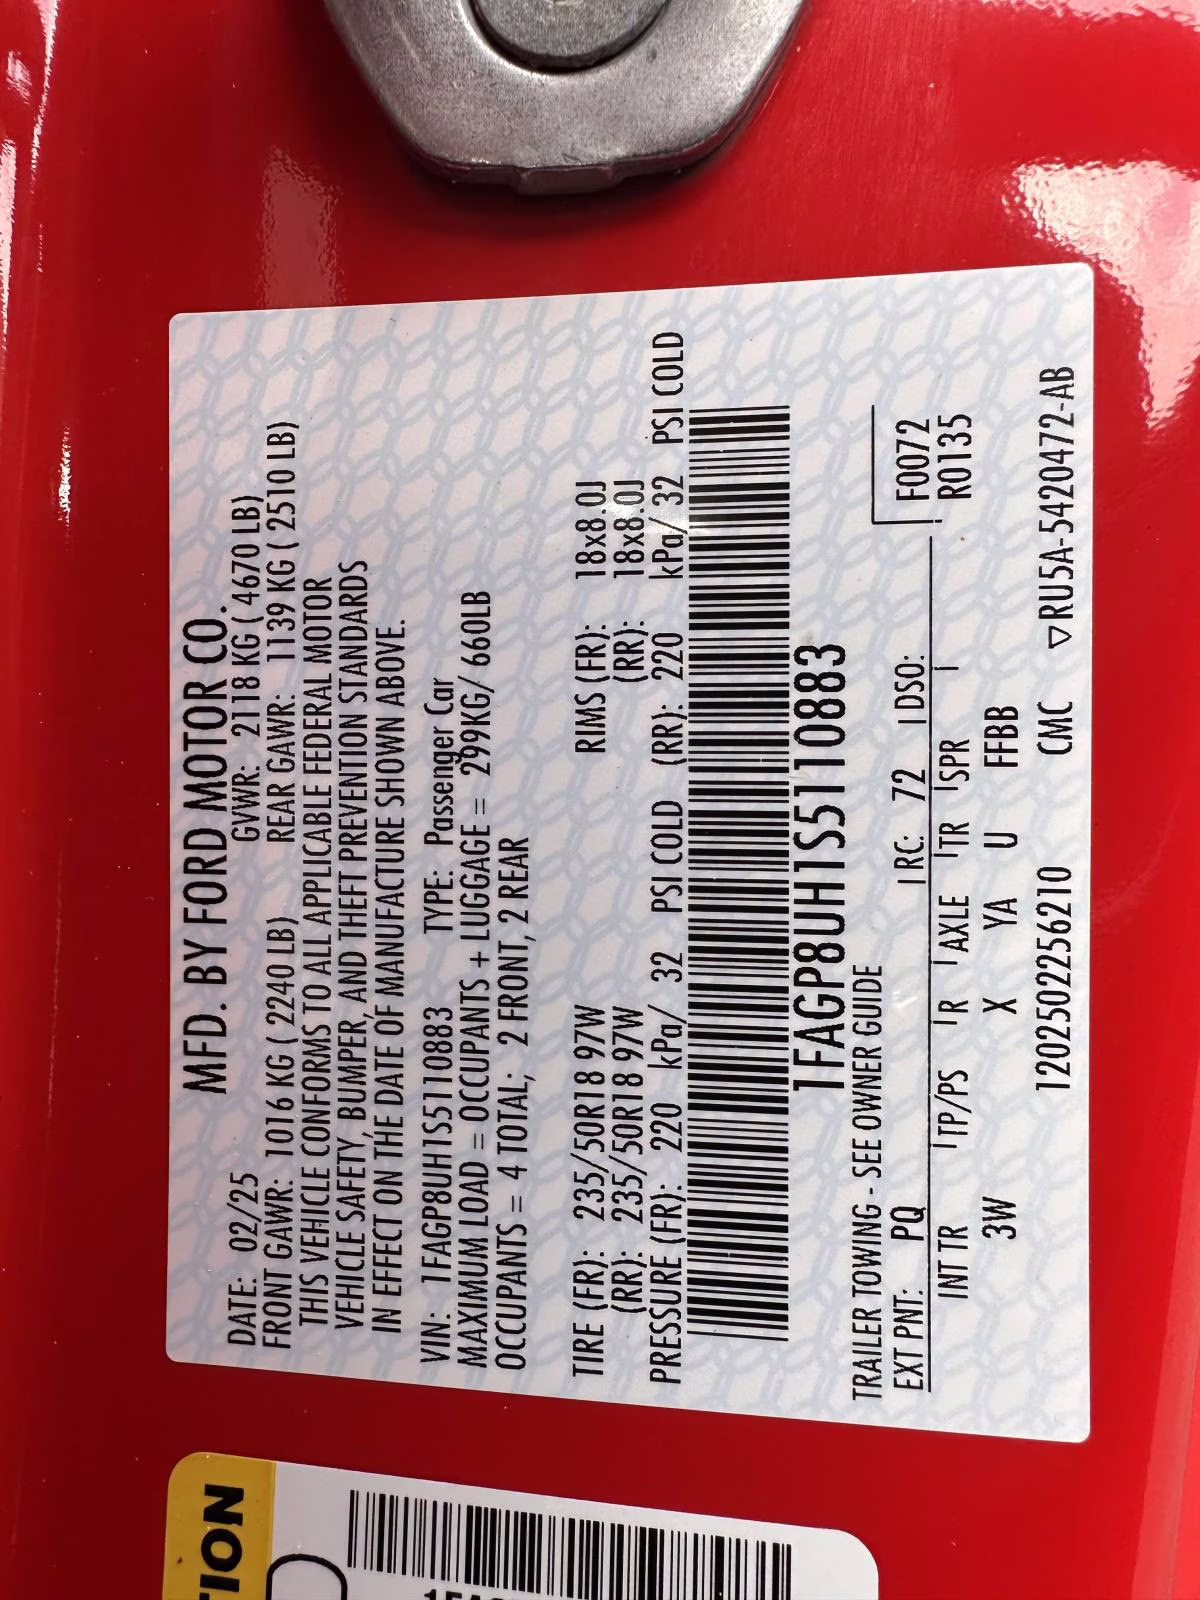 MFD. BY FORD MOTOR CO.
DATE: 02/25 GVWR: 2118 KG ( 4670 LB)
FRONT GAWR: 1016 KG ( 2240 LB) REAR GAWR: 1139 KG ( 2510 LB)
THIS VEHICLE CONFORMS TO ALL APPLICABLE FEDERAL MOTOR
VEHICLE SAFETY, BUMPER, AND THEFT PREVENTION STANDARDS
IN EFFECT ON THE DATE OF MANUFACTURE SHOWN ABOVE.
VIN: 1FAGP8UH1S5110883 TYPE: Passenger Car
MAXIMUM LOAD = OCCUPANTS + LUGGAGE = 299KG/ 660LB
OCCUPANTS = 4 TOTAL; 2 FRONT, 2 REAR
TIRE (FR): 235/50R18 97W RIMS (FR): 18x8.0J
(RR): 235/50R18 97W (RR): 18x8.0J
PRESSURE (FR): 220 kPa/ 32 PSI COLD (RR): 220 kPa/ 32 PSI COLD
1FAGP8UH1S5110883
TRAILER TOWING - SEE OWNER GUIDE
EXT PNT: PQ RC: 72 DSO: F0072
R0135
INT TR TP/PS R AXLE TR SPR
3W X YA U FFBB
1202502256210 CMC ▽RU5A-5420472-AB
TION